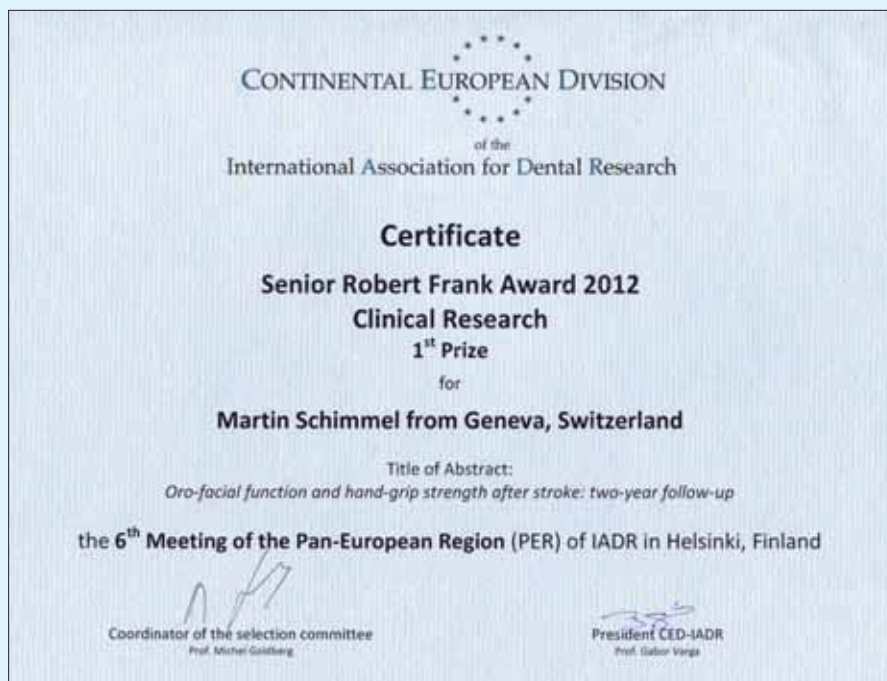 CONTINENTAL EUROPEAN DIVISION
of the
International Association for Dental Research
Certificate
Senior Robert Frank Award 2012
Clinical Research
1st Prize
for
Martin Schimmel from Geneva, Switzerland
Title of Abstract:
Oro-facial function and hand-grip strength after stroke: two-year follow-up
the 6th Meeting of the Pan-European Region (PER) of IADR in Helsinki, Finland
Coordinator of the selection committee
Prof. Michel Goldberg
President CED-IADR
Prof. Gabor Varga